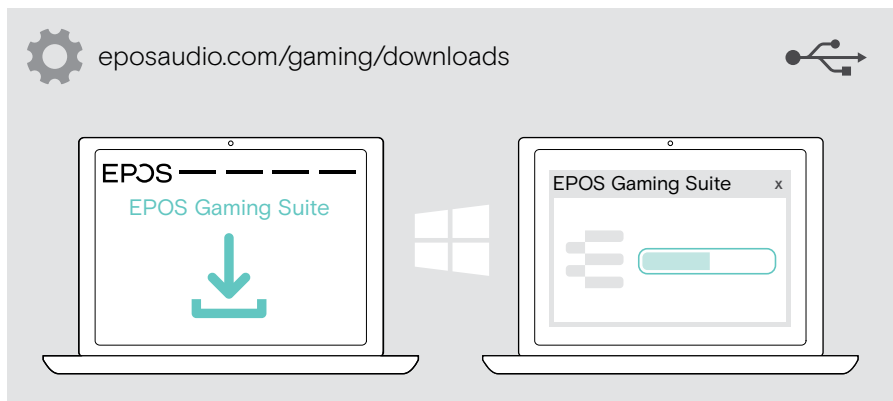 eposaudio.com/gaming/downloads
EPOS
EPOS Gaming Suite
EPOS Gaming Suite x